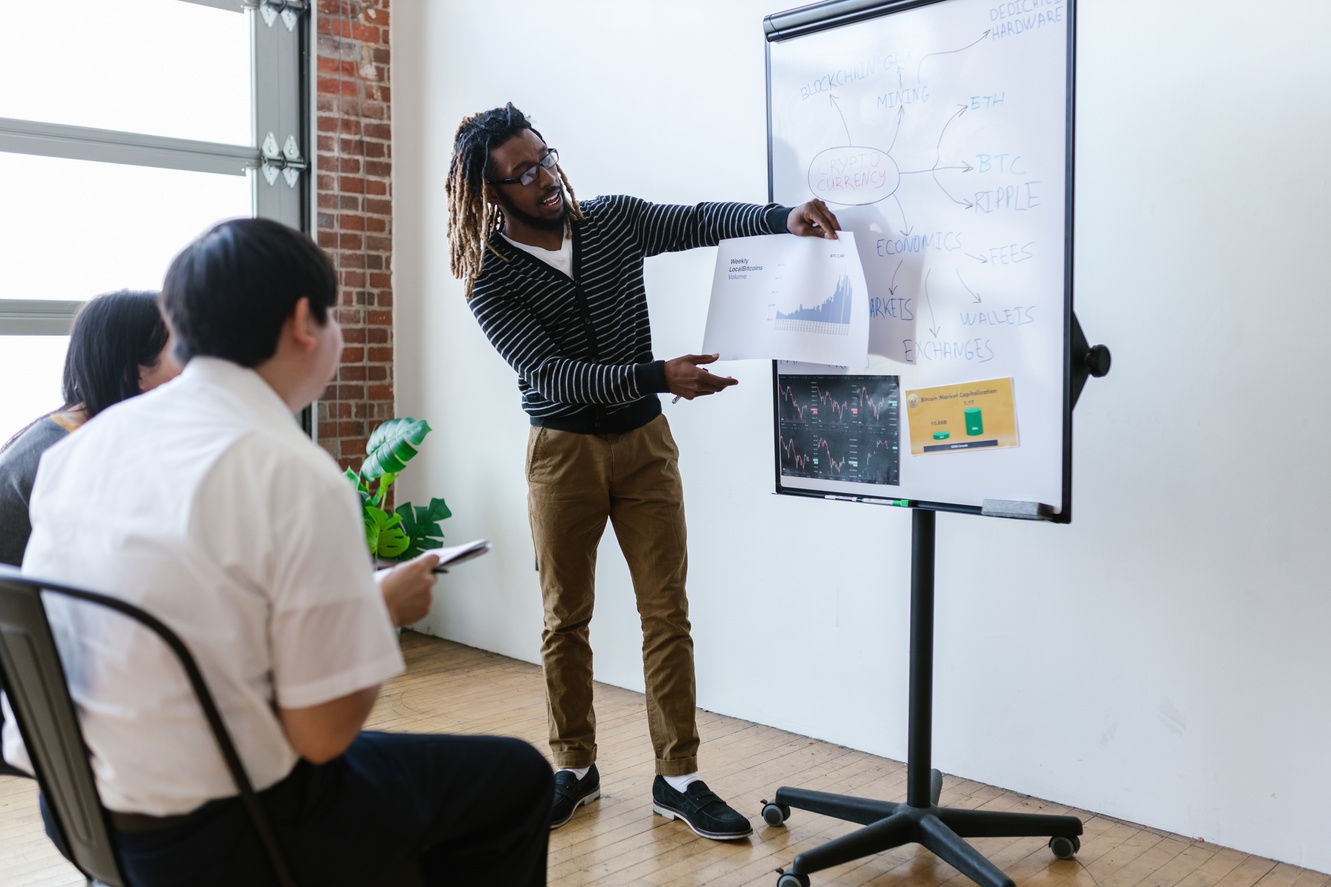 DEDICATED
HARDWARE
BLOCKCHAIN
MINING
ETH
CRYPTO
CURRENCY
BTC
RIPPLE
ECONOMICS
FEES
ARKETS
WALLETS
EXCHANGES
Weekly
LocalBitcoins
Volume
Bitcoin Market Capitalization